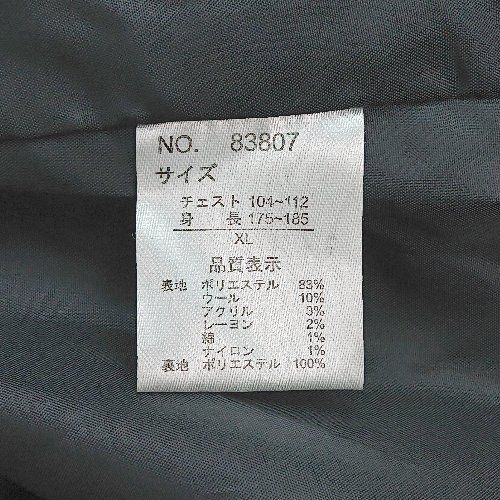 NO. 83807
サイズ
チェスト 104~112
身 長 175~185
XL
品質表示
表地 ポリエステル 83%
ウール 10%
アクリル 3%
レーヨン 2%
綿 1%
ナイロン 1%
裏地 ポリエステル 100%